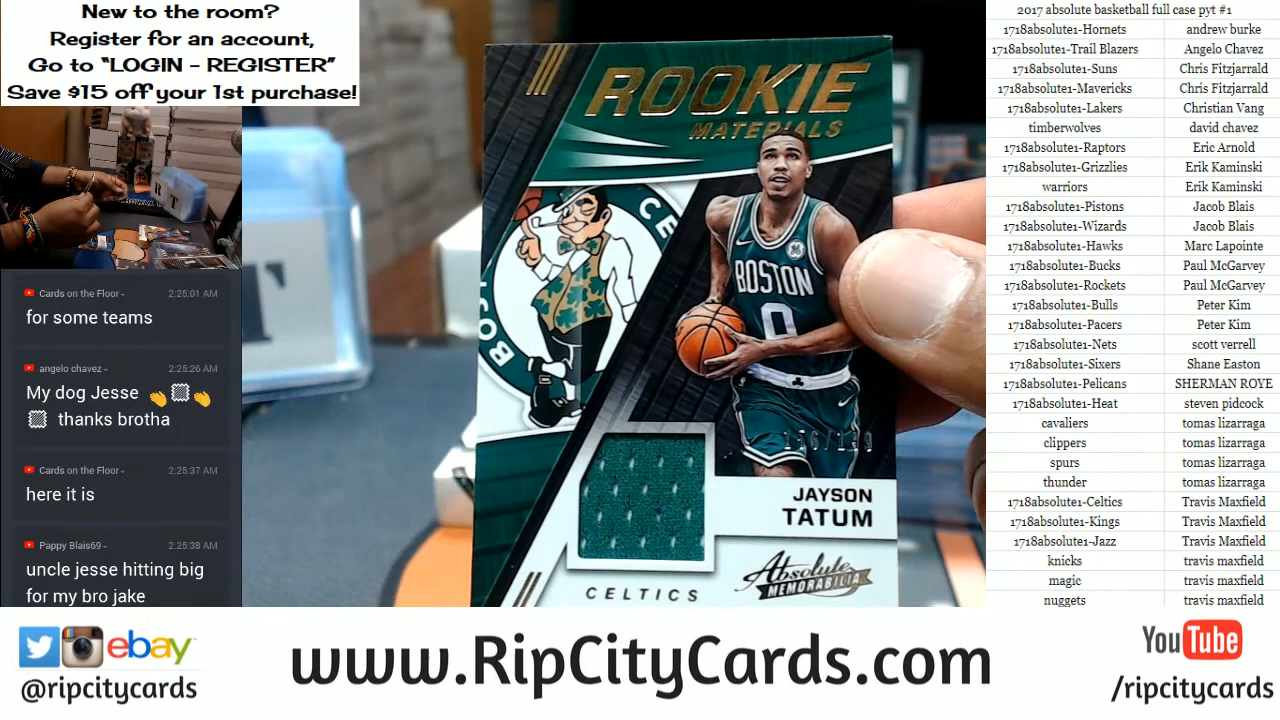 New to the room?
Register for an account,
Go to “LOGIN - REGISTER”
Save $15 off your 1st purchase!
Cards on the Floor - 2:25:01 AM
for some teams
angelo chavez - 2:25:26 AM
My dog Jesse
thanks brotha
Cards on the Floor - 2:25:37 AM
here it is
Pappy Blais69 - 2:25:38 AM
uncle jesse hitting big
for my bro jake
ROOKIE
MATERIALS
CE
BOS
BOSTON
0
JAYSON
TATUM
Absolute
MEMORABILIA
CELTICS
2017 absolute basketball full case pyt #1
1718absolute1-Hornets andrew burke
1718absolute1-Trail Blazers Angelo Chavez
1718absolute1-Suns Chris Fitzjarrald
1718absolute1-Mavericks Chris Fitzjarrald
1718absolute1-Lakers Christian Vang
timberwolves david chavez
1718absolute1-Raptors Eric Arnold
1718absolute1-Grizzlies Erik Kaminski
warriors Erik Kaminski
1718absolute1-Pistons Jacob Blais
1718absolute1-Wizards Jacob Blais
1718absolute1-Hawks Marc Lapointe
1718absolute1-Bucks Paul McGarvey
1718absolute1-Rockets Paul McGarvey
1718absolute1-Bulls Peter Kim
1718absolute1-Pacers Peter Kim
1718absolute1-Nets scott verrell
1718absolute1-Sixers Shane Easton
1718absolute1-Pelicans SHERMAN ROYE
1718absolute1-Heat steven pidcock
cavaliers tomas lizarraga
clippers tomas lizarraga
spurs tomas lizarraga
thunder tomas lizarraga
1718absolute1-Celtics Travis Maxfield
1718absolute1-Kings Travis Maxfield
1718absolute1-Jazz Travis Maxfield
knicks travis maxfield
magic travis maxfield
nuggets travis maxfield
ebay
@ripcitycards
www.RipCityCards.com
YouTube
/ripcitycards